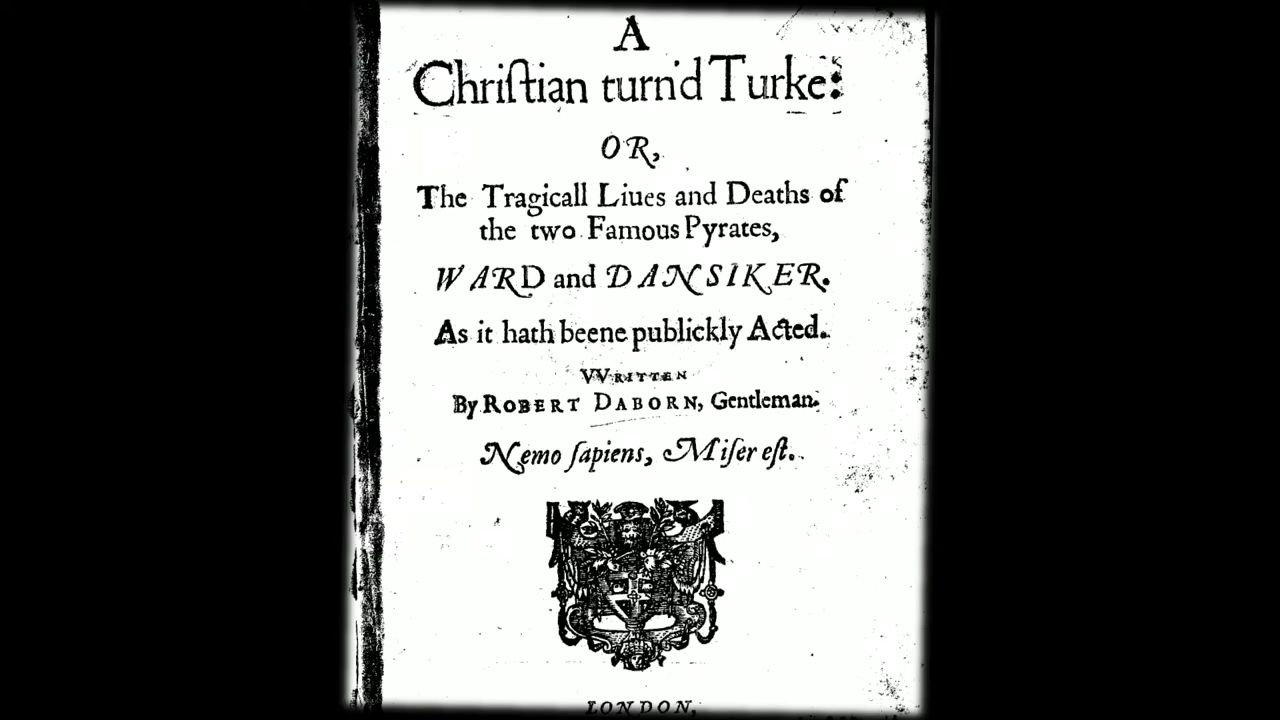 A
Chriſtian turn'd Turke:
OR,
The Tragicall Liues and Deaths of
the two Famous Pyrates,
WARD and DANSIKER.
As it hath beene publickly Acted.
VVRITTEN
By ROBERT DABORN, Gentleman.
Nemo ſapiens, Miſer eſt.
LONDON,